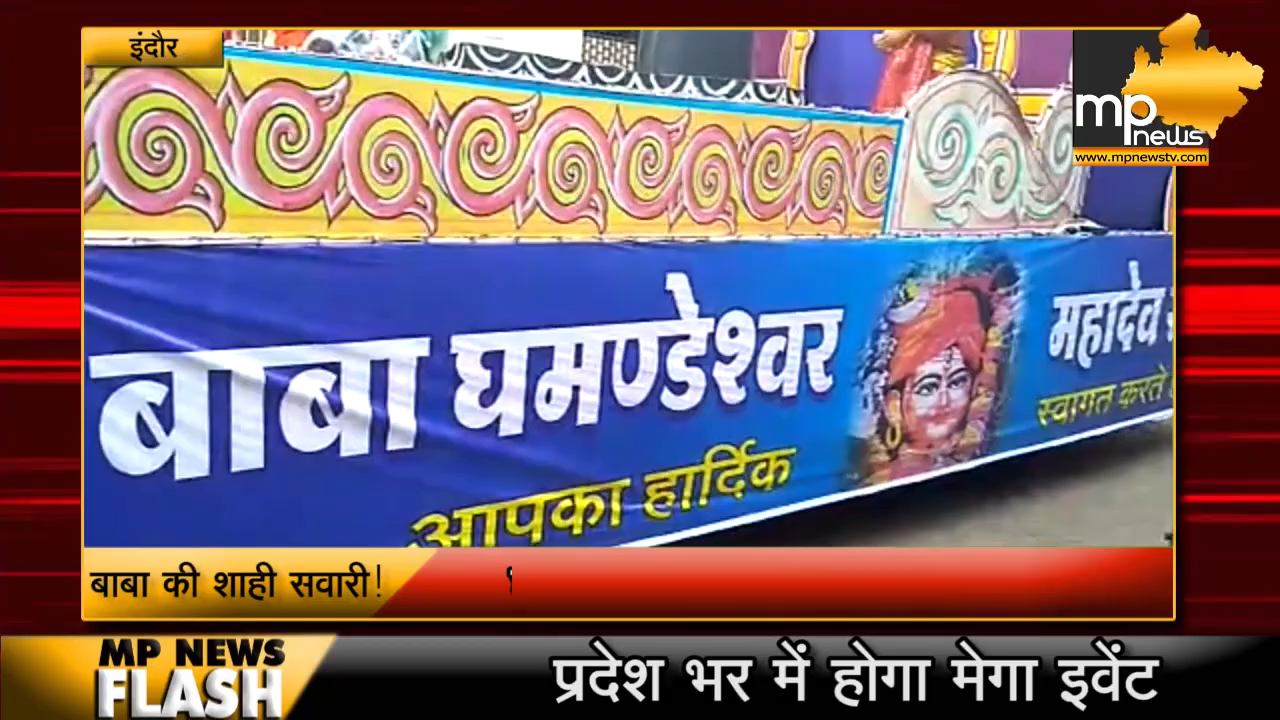 इंदौर
mp
news
www.mpnewstv.com
बाबा घमण्डेश्वर महादेव
आपका हार्दिक स्वागत करते
बाबा की शाही सवारी!
MP NEWS
FLASH
प्रदेश भर में होगा मेगा इवेंट